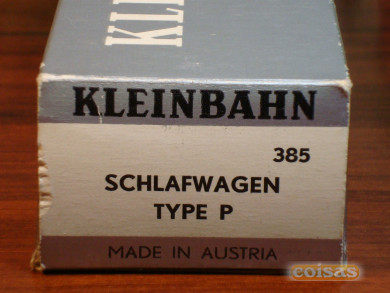 KLEINBAHN
385
SCHLAFWAGEN
TYPE P
MADE IN AUSTRIA
coisas